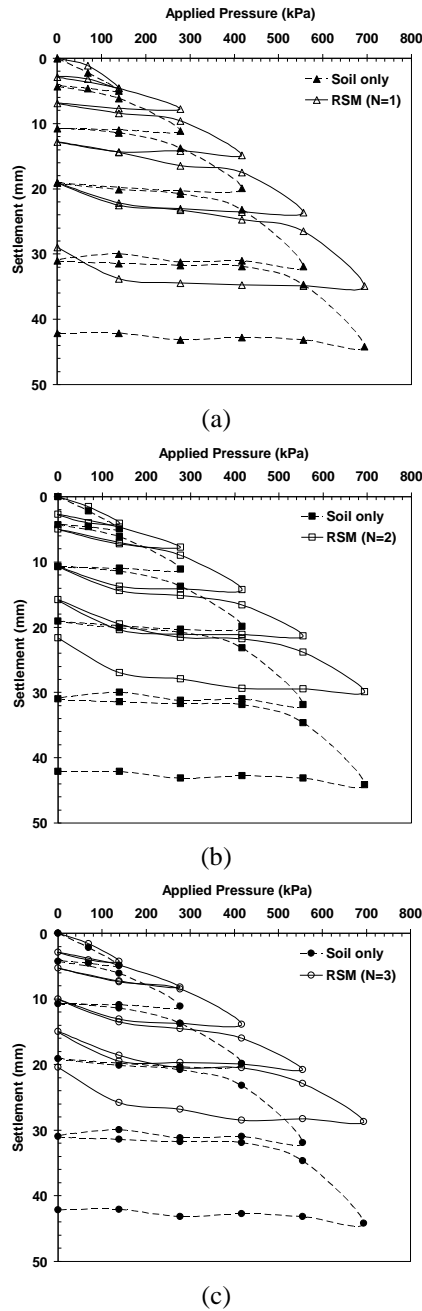 Applied Pressure (kPa)
0 100 200 300 400 500 600 700 800
0
10
20
30
40
50
Settlement (mm)
Soil only
RSM (N=1)
(a)
Applied Pressure (kPa)
0 100 200 300 400 500 600 700 800
0
10
20
30
40
50
Settlement (mm)
Soil only
RSM (N=2)
(b)
Applied Pressure (kPa)
0 100 200 300 400 500 600 700 800
0
10
20
30
40
50
Settlement (mm)
Soil only
RSM (N=3)
(c)